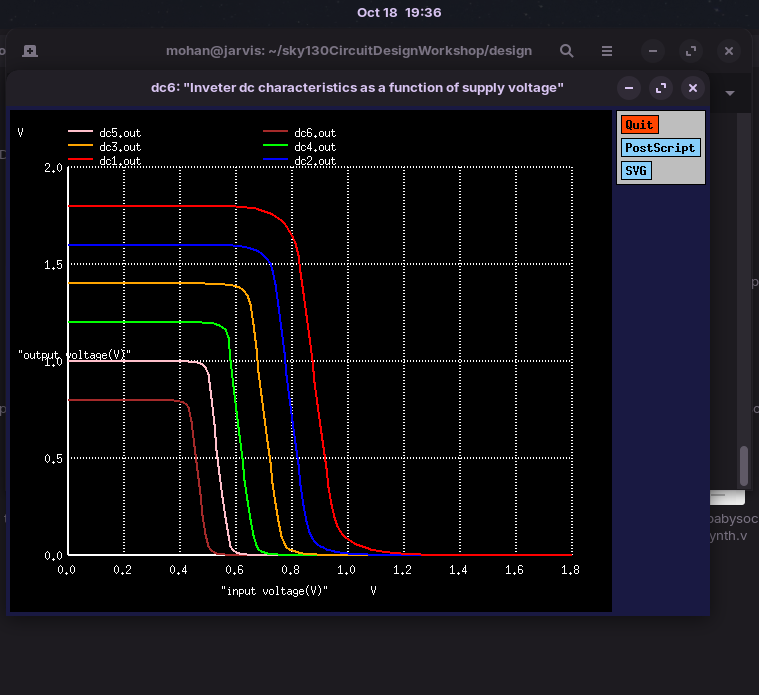 Oct 18 19:36
mohan@jarvis: ~/sky130CircuitDesignWorkshop/design
dc6: "Inveter dc characteristics as a function of supply voltage"
V
dc5.out
dc6.out
dc3.out
dc4.out
dc1.out
dc2.out
Quit
PostScript
SVG
2.0
1.5
"output voltage(V)"
1.0
0.5
0.0
0.0 0.2 0.4 0.6 0.8 1.0 1.2 1.4 1.6 1.8
"input voltage(V)" V
babysoc
ynth.v